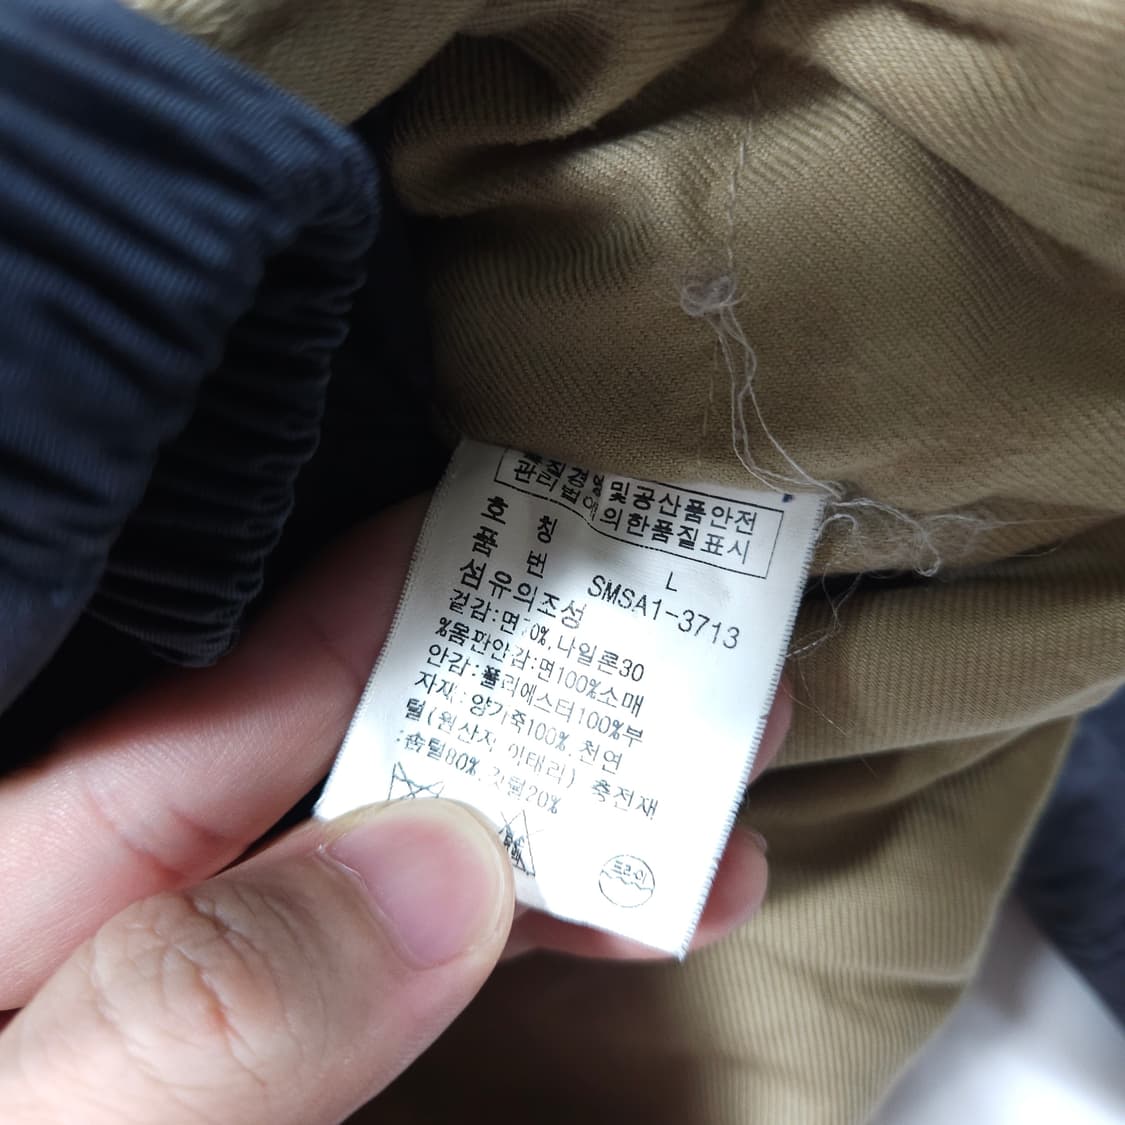 품질경영 및 공산품안전
관리법에 의한품질표시
호 칭 L
품 번 SMSA1-3713
섬유의조성
겉감:면70%,나일론30
%몸판안감:면100%소매
안감:폴리에스터100%부
자재:양가죽100%,천연
털(원산지 이태리) 충전재
:솜털80%,깃털20%
드라이